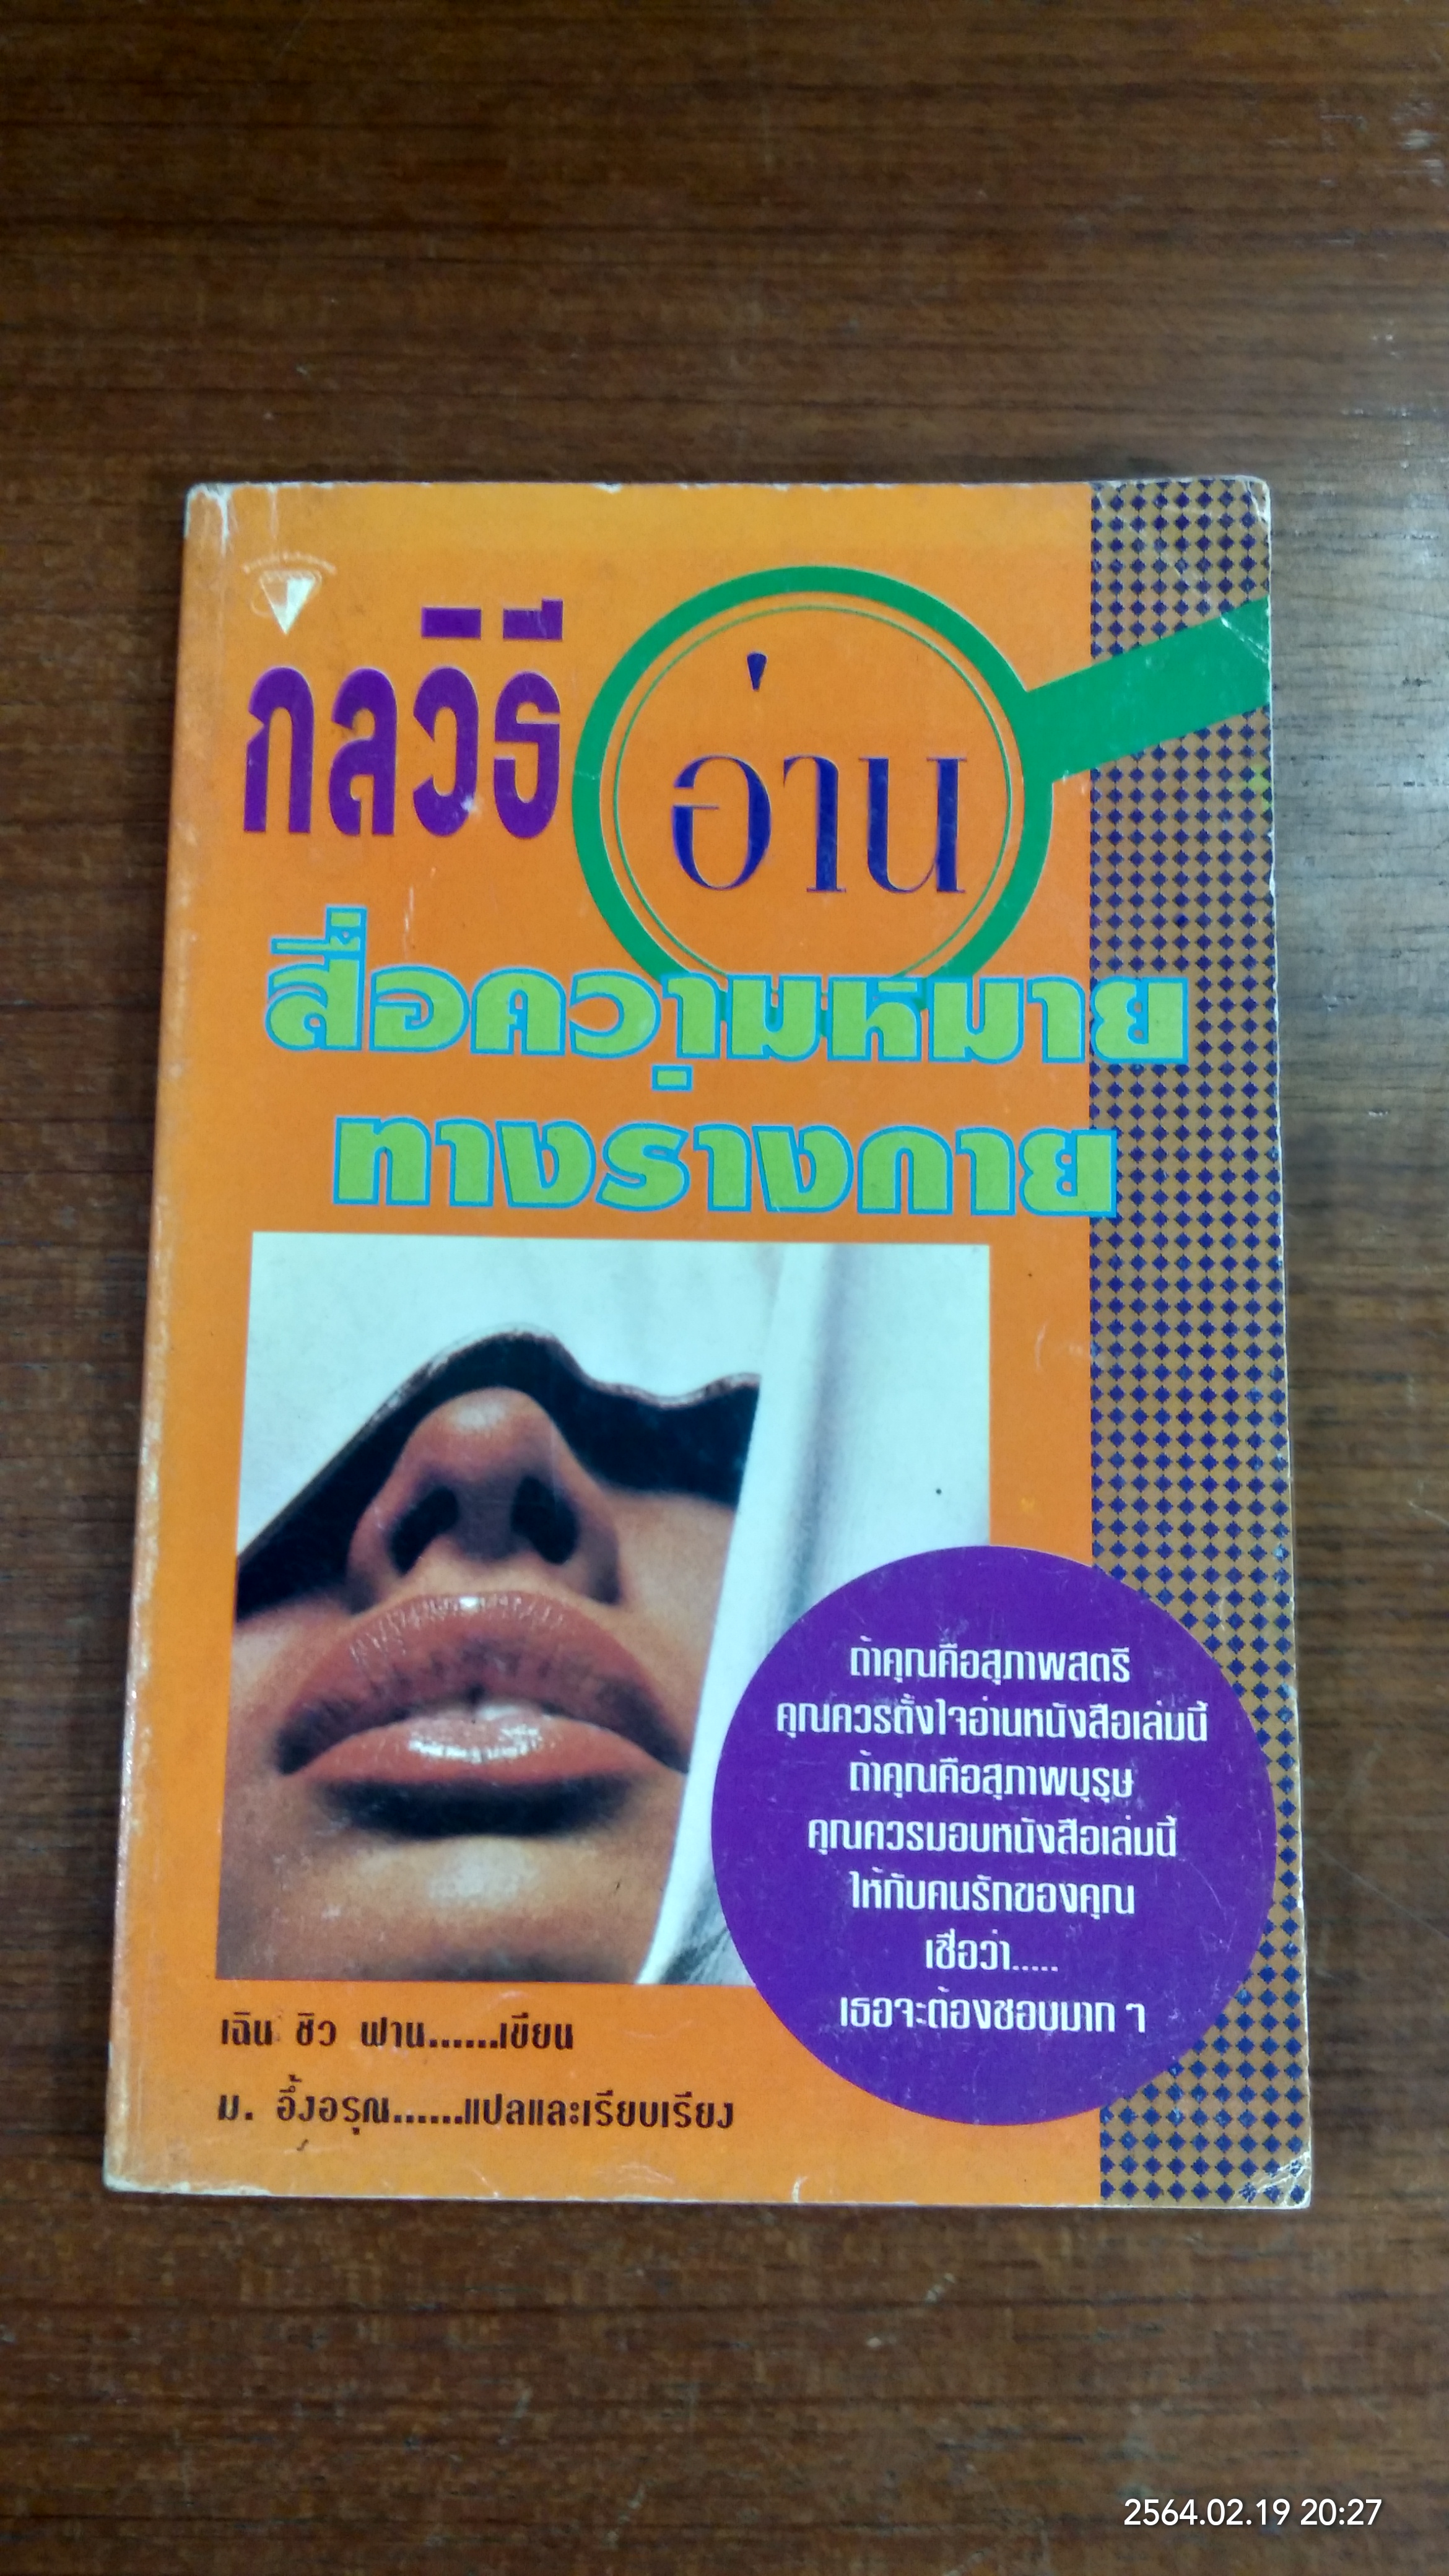 กลวิธี
อ่าน
สื่อความหมาย
ทางร่างกาย
ถ้าคุณคือสุภาพสตรี
คุณควรตั้งใจอ่านหนังสือเล่มนี้
ถ้าคุณคือสุภาพบุรุษ
คุณควรมอบหนังสือเล่มนี้
ให้กับคนรักของคุณ
เชื่อว่า.....
เธอจะต้องชอบมาก ๆ
เฉิน ชิว ฟาน.......เขียน
ม. อึ้งอรุณ.......แปลและเรียบเรียง
2564.02.19 20:27